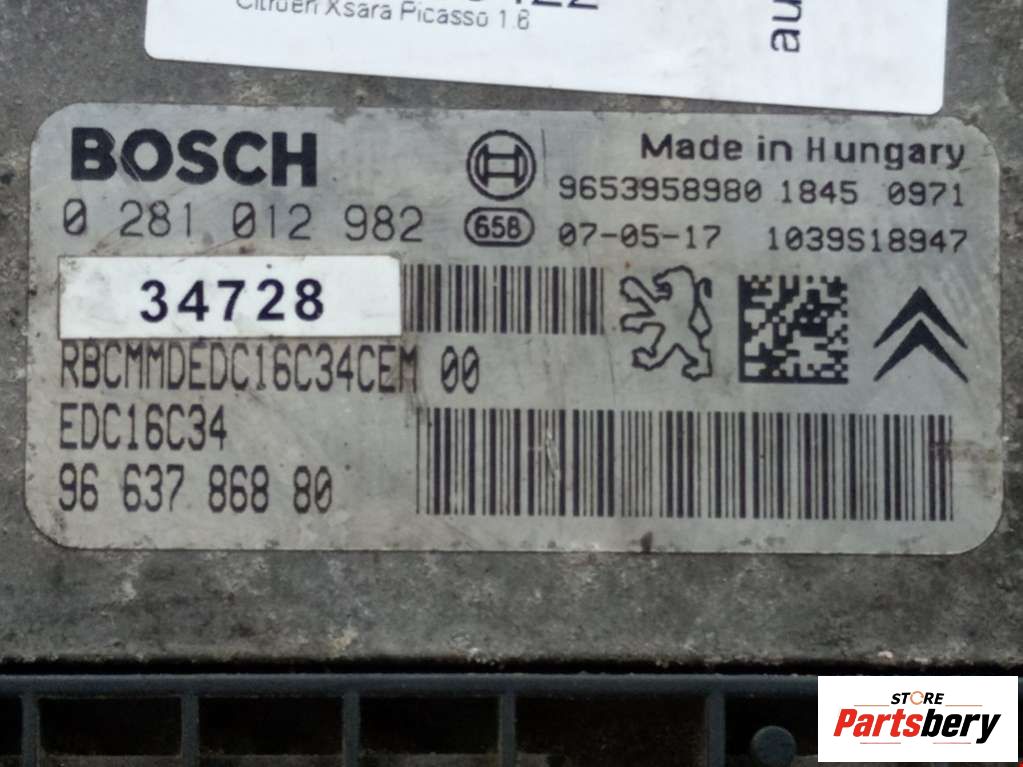 Citroen Xsara Picasso 1.6
au
BOSCH
Made in Hungary
9653958980 1845 0971
0 281 012 982
658
07-05-17 1039S18947
34728
RBCMMDEDC16C34CEM 00
EDC16C34
96 637 868 80
STORE
Partsbery